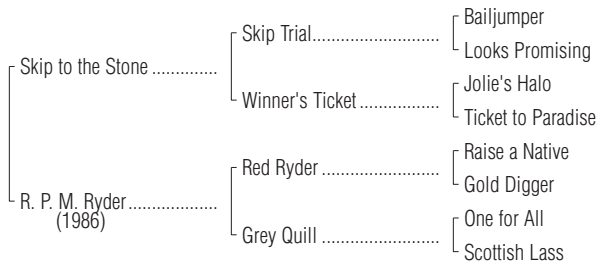 Bailjumper
Skip Trial
Looks Promising
Skip to the Stone
Jolie's Halo
Winner's Ticket
Ticket to Paradise
Raise a Native
Red Ryder
Gold Digger
R. P. M. Ryder
(1986)
One for All
Grey Quill
Scottish Lass